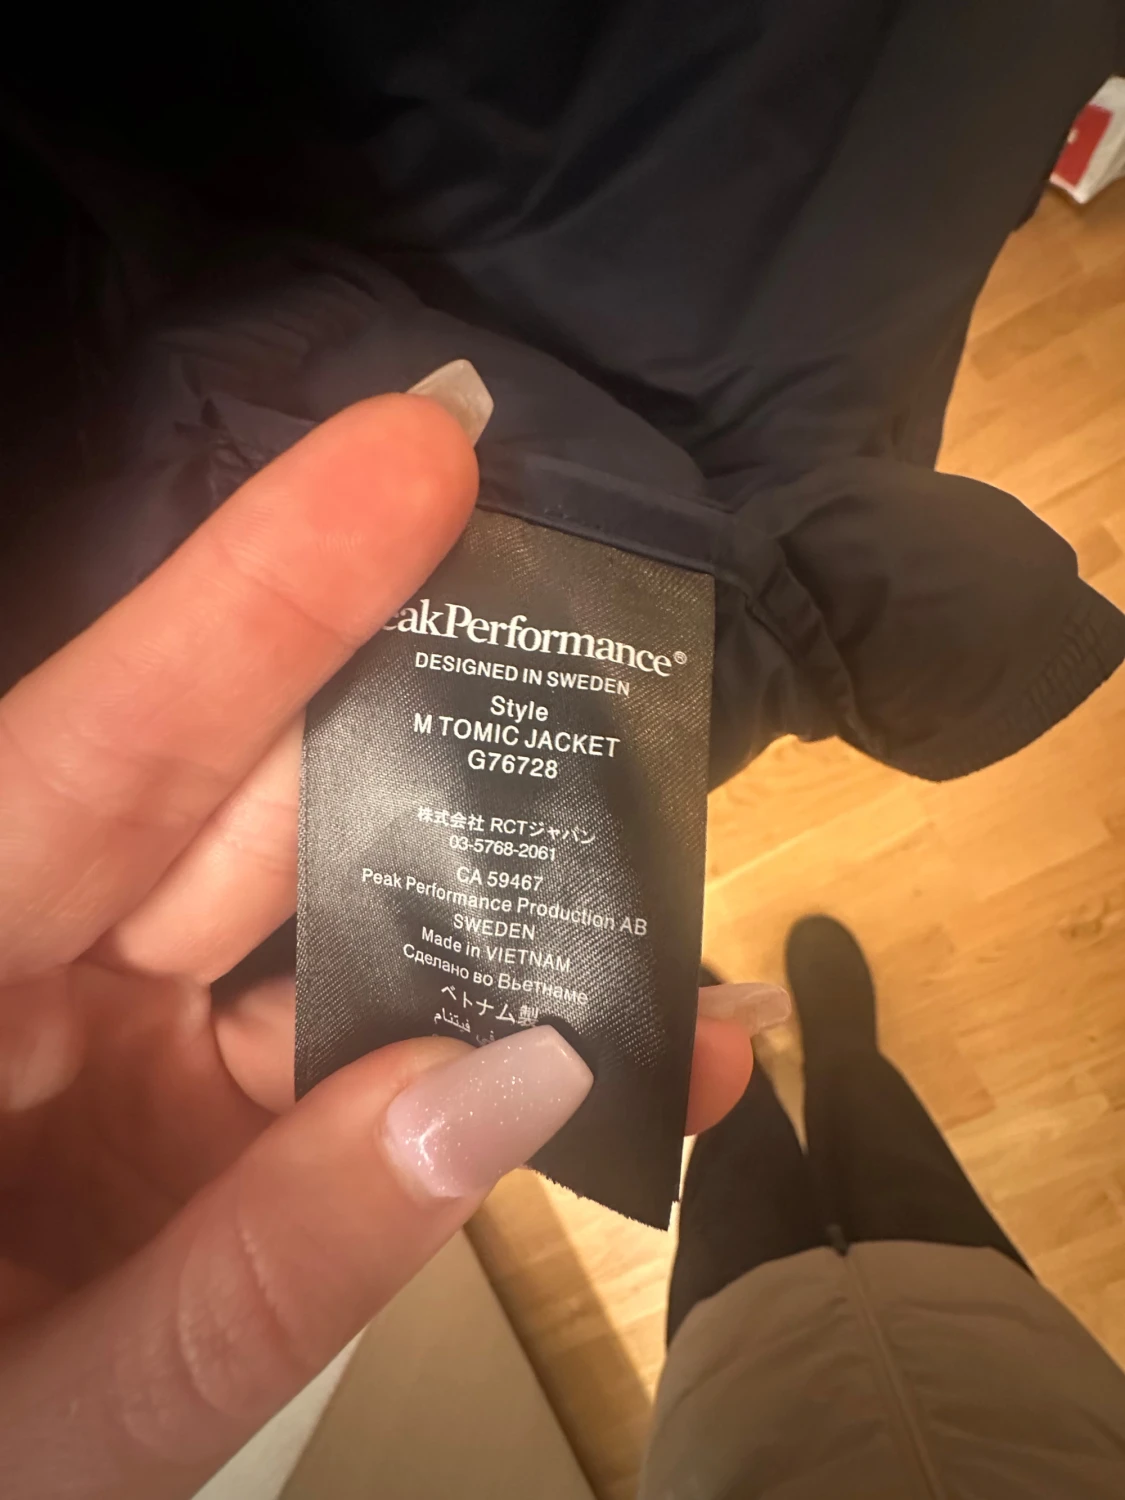 eakPerformance®
DESIGNED IN SWEDEN
Style
M TOMIC JACKET
G76728
株式会社 RCTジャパン
03-5768-2061
CA 59467
Peak Performance Production AB
SWEDEN
Made in VIETNAM
Сделано во Вьетнаме
ベトナム製
في فيتنام